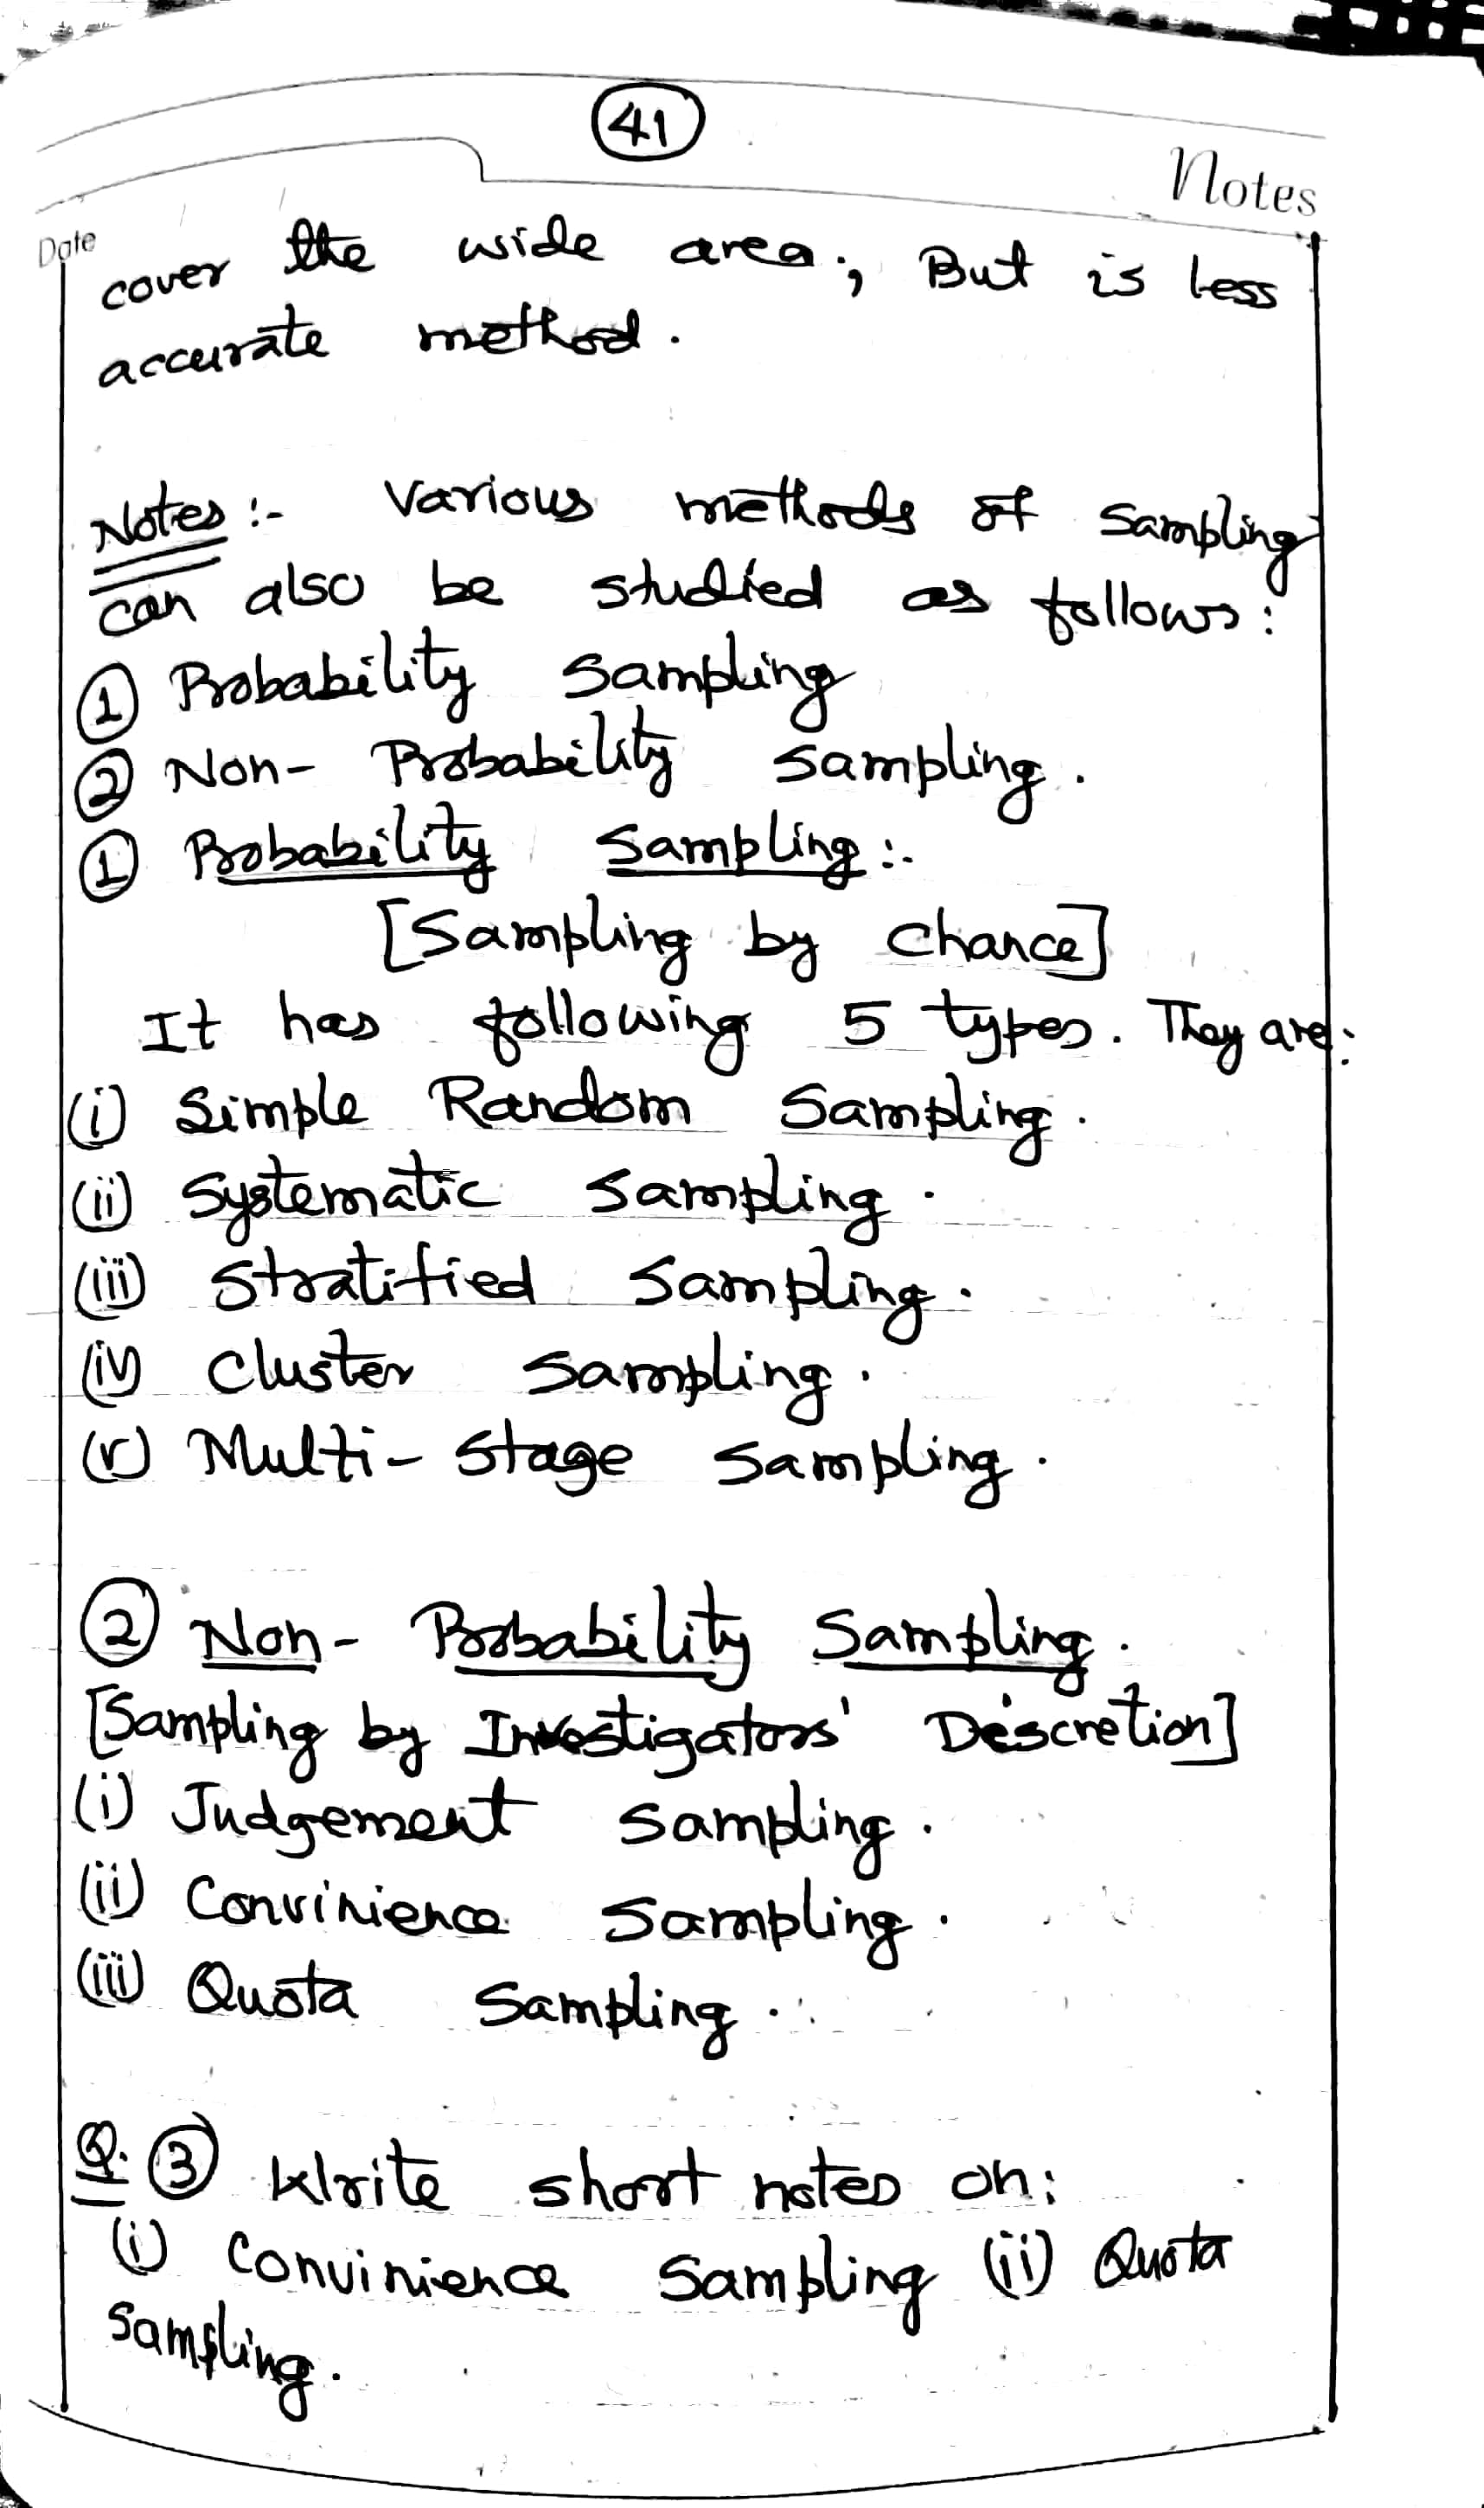 41
Notes
Date
cover the wide area; But is less
accurate method.
Notes:- Various methods of sampling
can also be studied as follows:
① Probability sampling
② Non-Probability sampling.
① Probability sampling:-
[Sampling by chance]
It has following 5 types. They are:
(i) Simple Random sampling.
(ii) Systematic sampling.
(iii) Stratified sampling.
(iv) Cluster sampling.
(v) Multi-stage sampling.
② Non-Probability Sampling.
[Sampling by Investigators' Discretion]
(i) Judgement sampling.
(ii) Convinience sampling.
(iii) Quota sampling.
Q. ③ Write short notes on:
(i) Convinience sampling (ii) Quota
sampling.